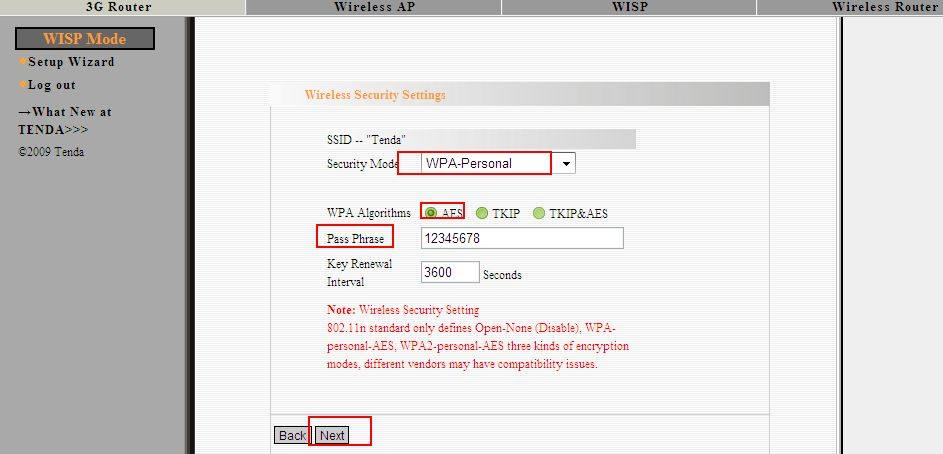 3G Router
Wireless AP
WISP
Wireless Router
WISP Mode
Setup Wizard
Log out
→What New at
TENDA>>>
©2009 Tenda
Wireless Security Settings
SSID -- "Tenda"
Security Mode WPA-Personal
WPA Algorithms AES TKIP TKIP&AES
Pass Phrase 12345678
Key Renewal
Interval 3600 Seconds
Note: Wireless Security Setting
802.11n standard only defines Open-None (Disable), WPA-
personal-AES, WPA2-personal-AES three kinds of encryption
modes, different vendors may have compatibility issues.
Back Next